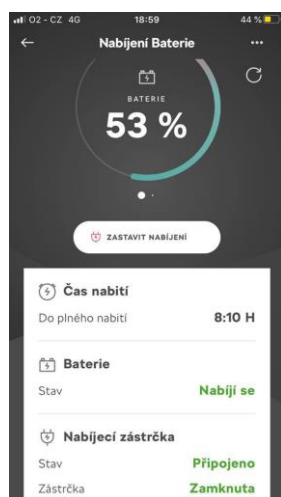 O2 - CZ 4G 18:59 44 %
Nabíjení Baterie
BATERIE
53 %
ZASTAVIT NABÍJENÍ
Čas nabití
Do plného nabití 8:10 H
Baterie
Stav Nabíjí se
Nabíjecí zástrčka
Stav Připojeno
Zástrčka Zamknuta